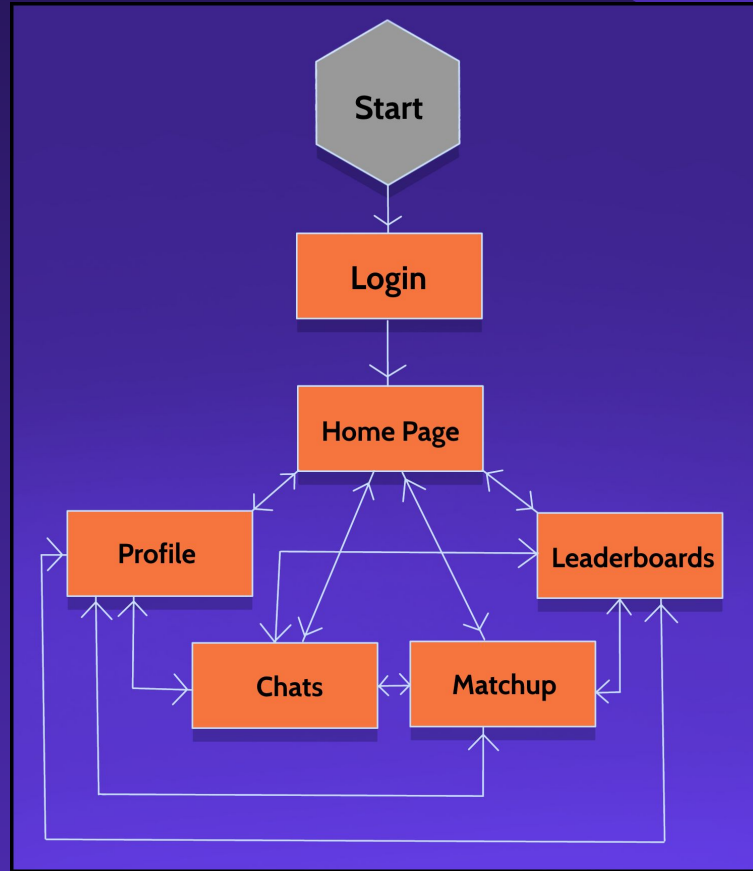 Start
Login
Home Page
Profile
Leaderboards
Chats
Matchup